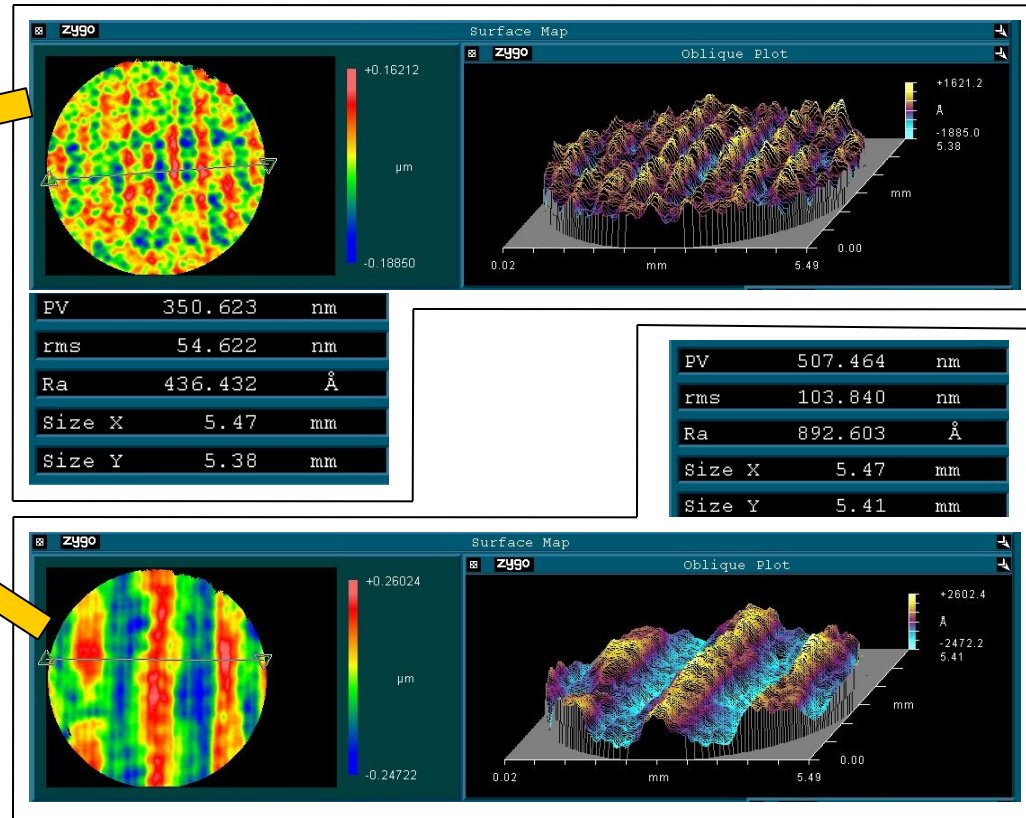 zygo Surface Map
+0.16212
µm
-0.18850
zygo Oblique Plot
+1621.2
Å
-1885.0
5.38
mm
0.00
0.02 mm 5.49
PV 350.623 nm
rms 54.622 nm
Ra 436.432 Å
Size X 5.47 mm
Size Y 5.38 mm
PV 507.464 nm
rms 103.840 nm
Ra 892.603 Å
Size X 5.47 mm
Size Y 5.41 mm
zygo Surface Map
+0.26024
µm
-0.24722
zygo Oblique Plot
+2602.4
Å
-2472.2
5.41
mm
0.00
0.02 mm 5.49